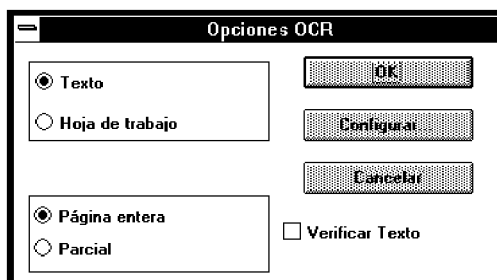 Opciones OCR
Texto
Hoja de trabajo
Página entera
Parcial
OK
Configurar...
Cancelar
Verificar Texto